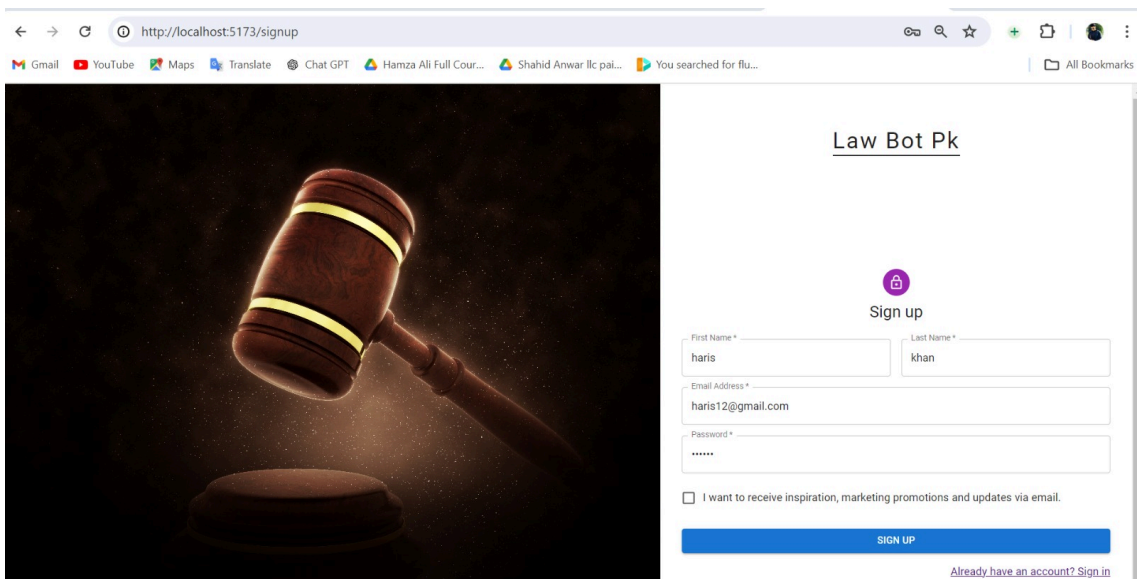 http://localhost:5173/signup
Gmail YouTube Maps Translate Chat GPT Hamza Ali Full Cour... Shahid Anwar llc pai... You searched for flu... All Bookmarks
Law Bot Pk
Sign up
First Name * Last Name *
haris khan
Email Address *
haris12@gmail.com
Password *
••••••
I want to receive inspiration, marketing promotions and updates via email.
SIGN UP
Already have an account? Sign in